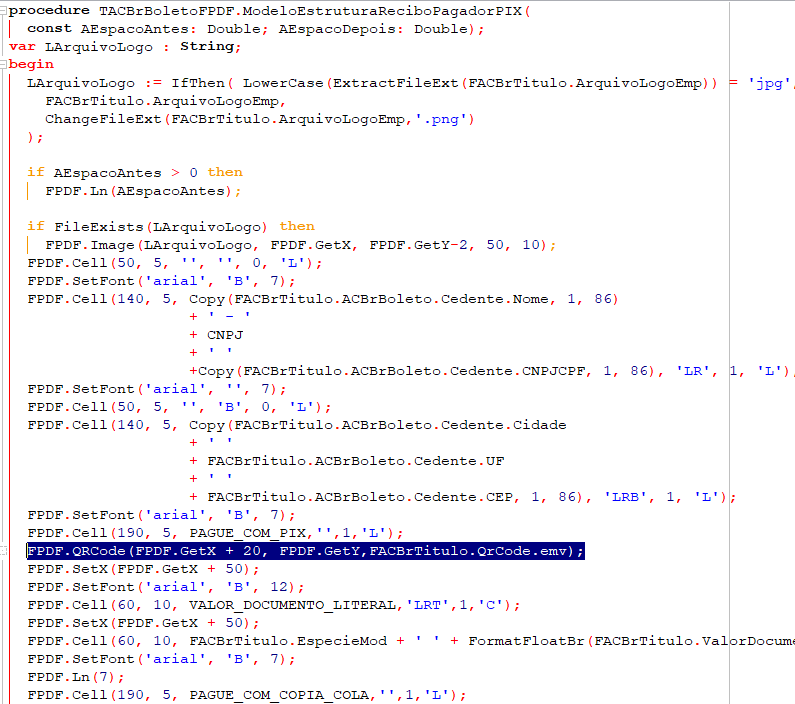 procedure TACBrBoletoFPDF.ModeloEstruturaReciboPagadorPIX(
const AEspacoAntes: Double; AEspacoDepois: Double);
var LArquivoLogo : String;
begin
LArquivoLogo := IfThen( LowerCase(ExtractFileExt(FACBrTitulo.ArquivoLogoEmp)) = 'jpg',
FACBrTitulo.ArquivoLogoEmp,
ChangeFileExt(FACBrTitulo.ArquivoLogoEmp,'.png')
);
if AEspacoAntes > 0 then
FPDF.Ln(AEspacoAntes);
if FileExists(LArquivoLogo) then
FPDF.Image(LArquivoLogo, FPDF.GetX, FPDF.GetY-2, 50, 10);
FPDF.Cell(50, 5, '', '', 0, 'L');
FPDF.SetFont('arial', 'B', 7);
FPDF.Cell(140, 5, Copy(FACBrTitulo.ACBrBoleto.Cedente.Nome, 1, 86)
+ ' - '
+ CNPJ
+ ' '
+Copy(FACBrTitulo.ACBrBoleto.Cedente.CNPJCPF, 1, 86), 'LR', 1, 'L'),
FPDF.SetFont('arial', '', 7);
FPDF.Cell(50, 5, '', 'B', 0, 'L');
FPDF.Cell(140, 5, Copy(FACBrTitulo.ACBrBoleto.Cedente.Cidade
+ ' '
+ FACBrTitulo.ACBrBoleto.Cedente.UF
+ ' '
+ FACBrTitulo.ACBrBoleto.Cedente.CEP, 1, 86), 'LRB', 1, 'L');
FPDF.SetFont('arial', 'B', 7);
FPDF.Cell(190, 5, PAGUE_COM_PIX,'',1,'L');
FPDF.QRCode(FPDF.GetX + 20, FPDF.GetY,FACBrTitulo.QrCode.emv);
FPDF.SetX(FPDF.GetX + 50);
FPDF.SetFont('arial', 'B', 12);
FPDF.Cell(60, 10, VALOR_DOCUMENTO_LITERAL,'LRT',1,'C');
FPDF.SetX(FPDF.GetX + 50);
FPDF.Cell(60, 10, FACBrTitulo.EspecieMod + ' ' + FormatFloatBr(FACBrTitulo.ValorDocume
FPDF.SetFont('arial', 'B', 7);
FPDF.Ln(7);
FPDF.Cell(190, 5, PAGUE_COM_COPIA_COLA,'',1,'L');